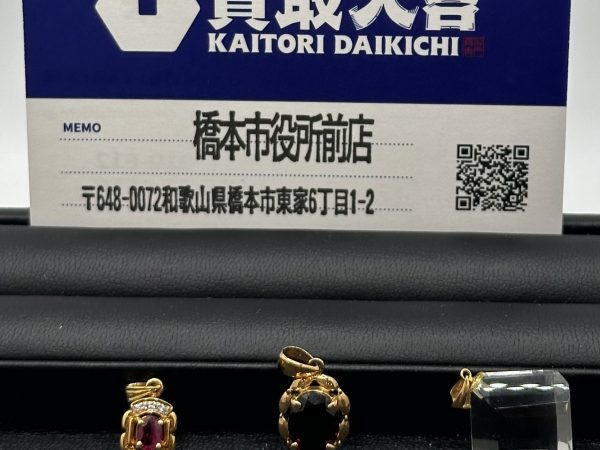 買取大吉
KAITORI DAIKICHI
MEMO
橋本市役所前店
〒648-0072和歌山県橋本市東家6丁目1-2